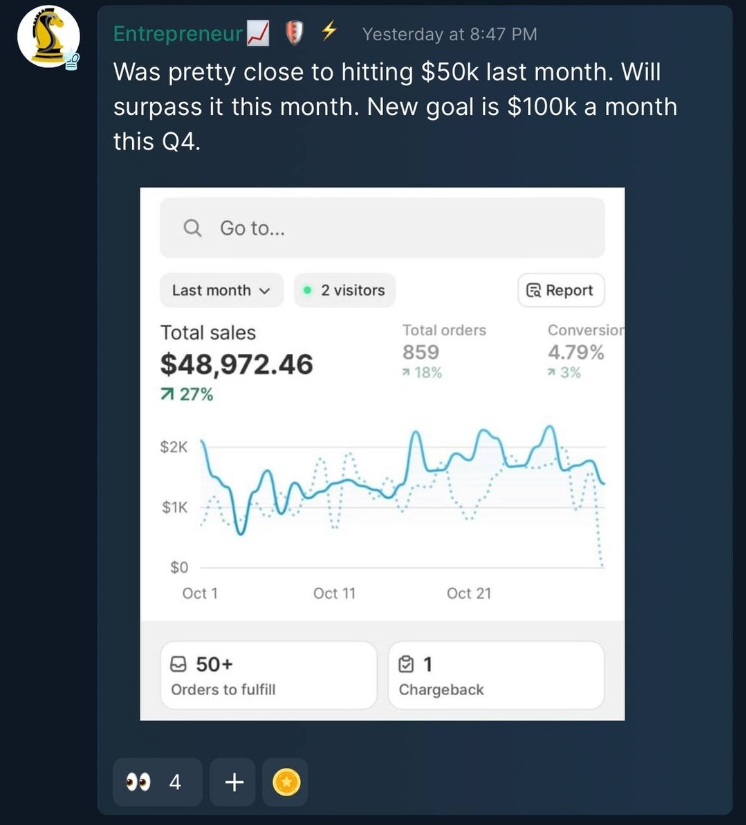 Entrepreneur📈 🛡️ ⚡ Yesterday at 8:47 PM
Was pretty close to hitting $50k last month. Will
surpass it this month. New goal is $100k a month
this Q4.
Go to...
Last month 2 visitors Report
Total sales Total orders Conversion
$48,972.46 859 4.79%
27% 18% 3%
$2K
$1K
$0
Oct 1 Oct 11 Oct 21
50+ 1
Orders to fulfill Chargeback
👀 4 +